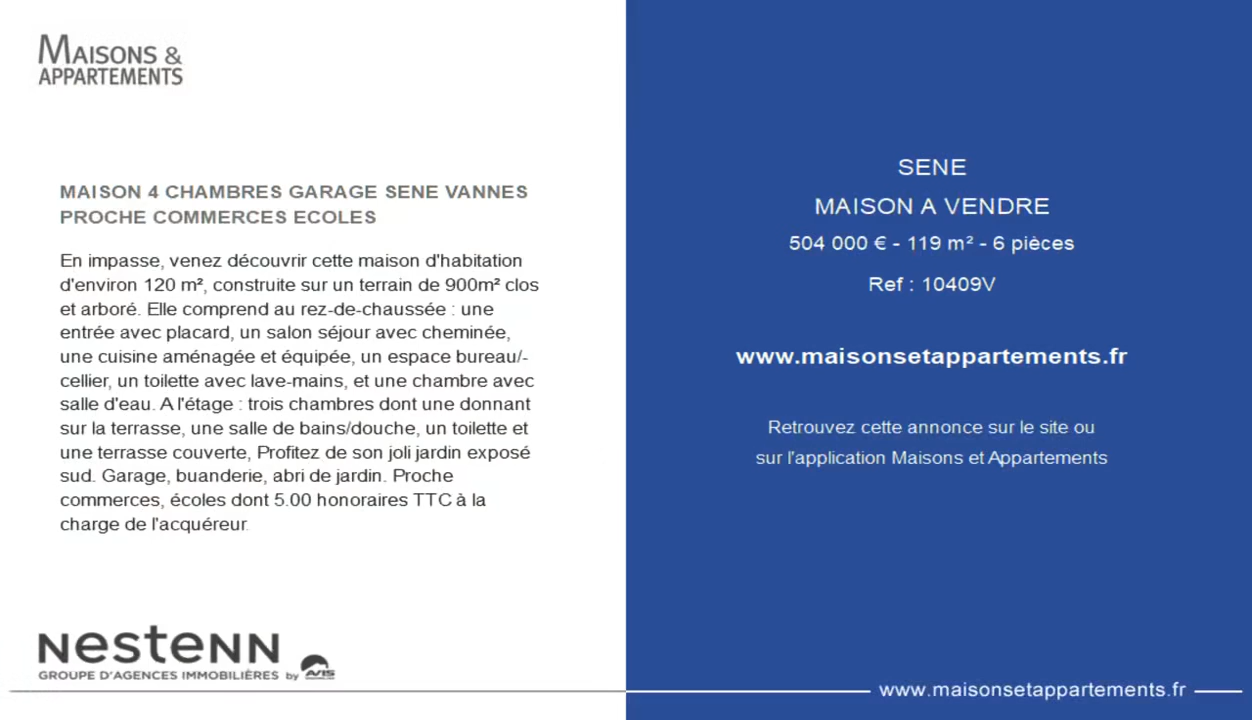 MAISONS &
APPARTEMENTS
MAISON 4 CHAMBRES GARAGE SENE VANNES
PROCHE COMMERCES ECOLES
En impasse, venez découvrir cette maison d'habitation
d'environ 120 m², construite sur un terrain de 900m² clos
et arboré. Elle comprend au rez-de-chaussée : une
entrée avec placard, un salon séjour avec cheminée,
une cuisine aménagée et équipée, un espace bureau/-
cellier, un toilette avec lave-mains, et une chambre avec
salle d'eau. A l'étage : trois chambres dont une donnant
sur la terrasse, une salle de bains/douche, un toilette et
une terrasse couverte, Profitez de son joli jardin exposé
sud. Garage, buanderie, abri de jardin. Proche
commerces, écoles dont 5.00 honoraires TTC à la
charge de l'acquéreur.
Nestenn
GROUPE D'AGENCES IMMOBILIÈRES by AVIS
SENE
MAISON A VENDRE
504 000 € - 119 m² - 6 pièces
Ref : 10409V
www.maisonsetappartements.fr
Retrouvez cette annonce sur le site ou
sur l'application Maisons et Appartements
www.maisonsetappartements.fr